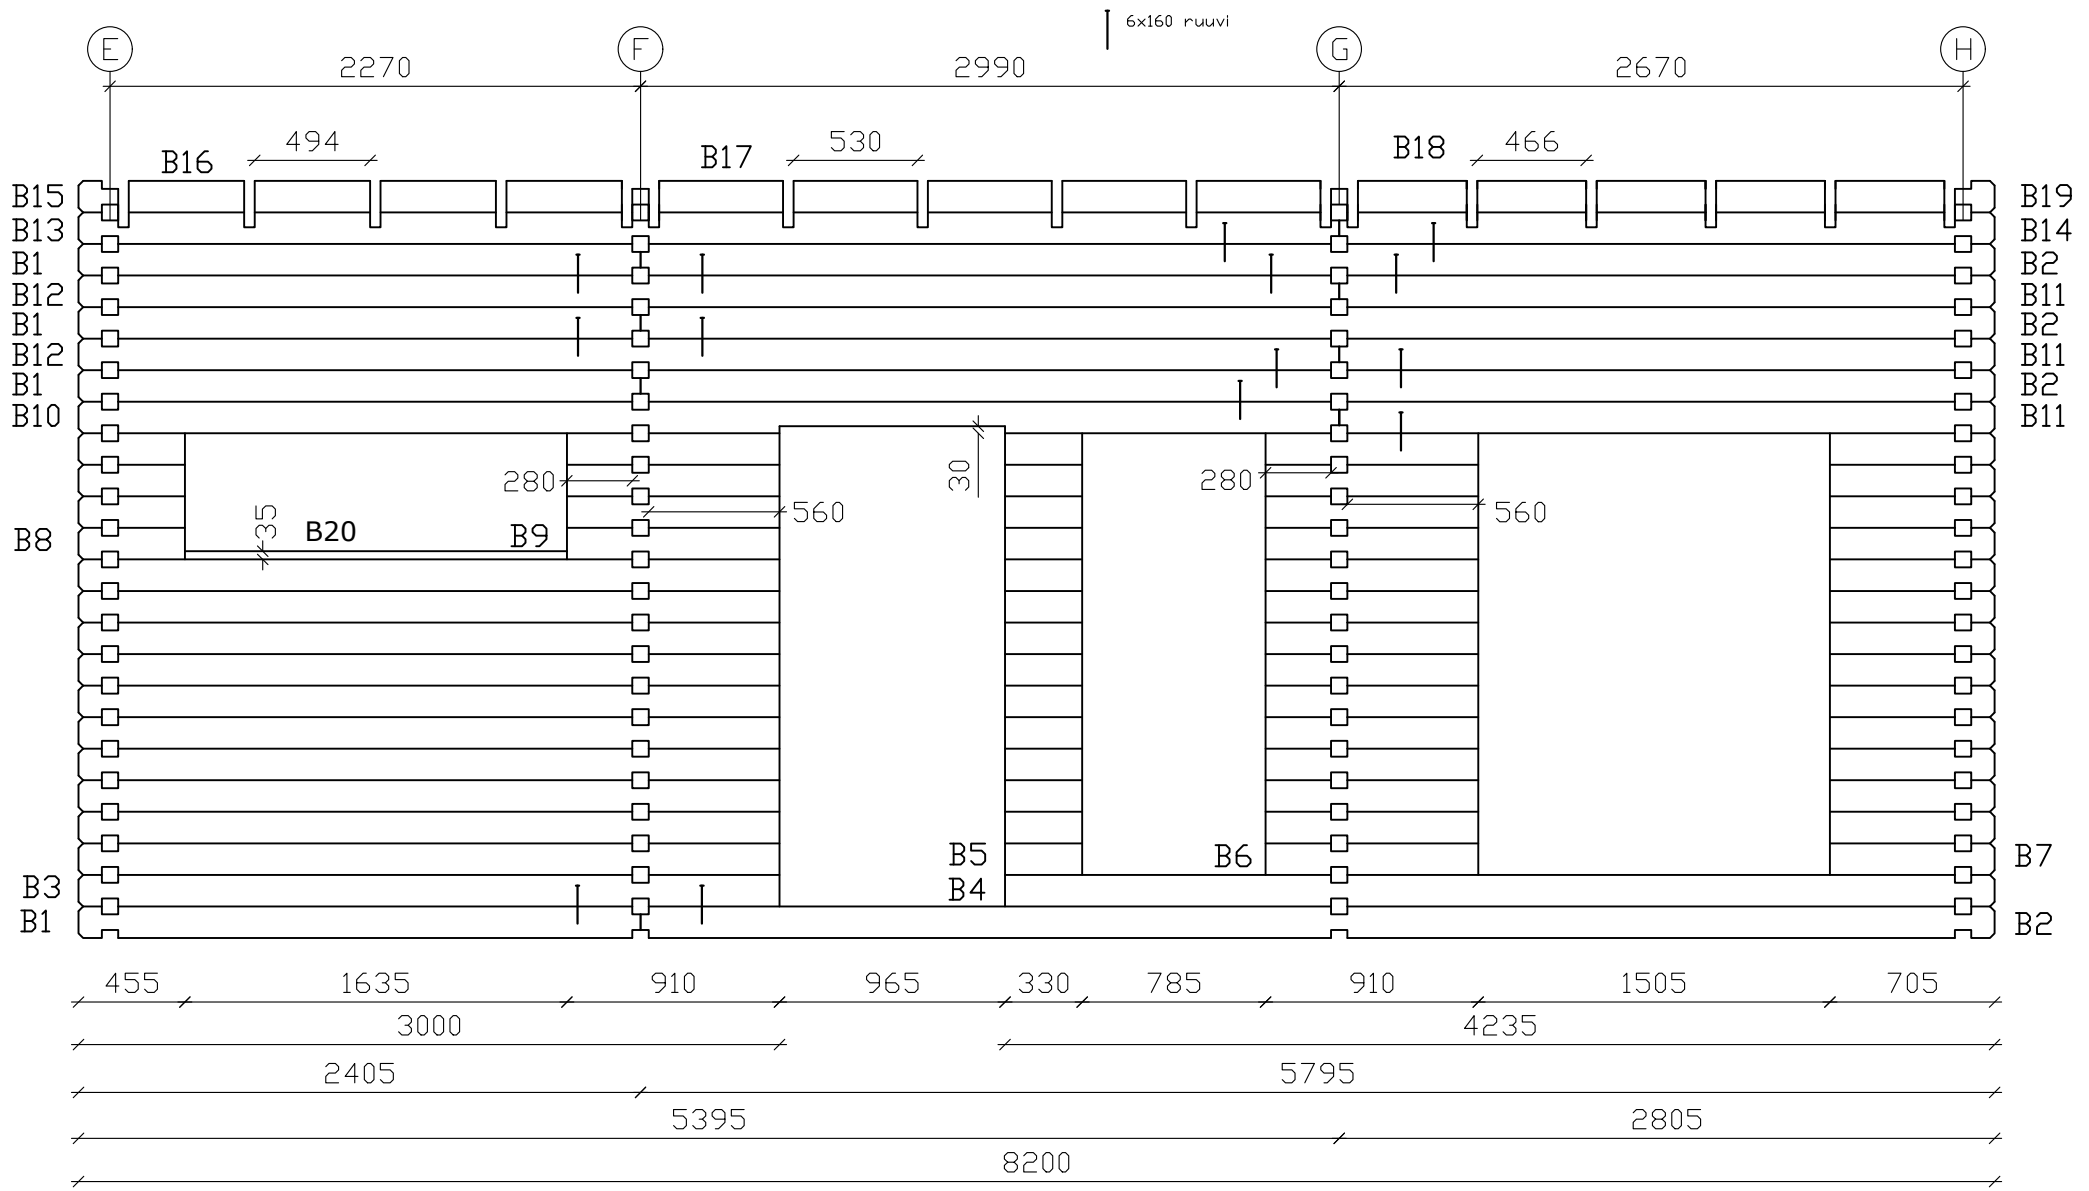 6x160 ruuvi
E F G H
2270 2990 2670
494 530 466
B16 B17 B18
B15 B19
B13 B14
B1 B2
B12 B11
B1 B2
B12 B11
B1 B2
B10 B11
30
280 280
560 560
35
B20 B9
B8
B5 B6 B7
B3 B4
B1 B2
455 1635 910 965 330 785 910 1505 705
3000 4235
2405 5795
5395 2805
8200